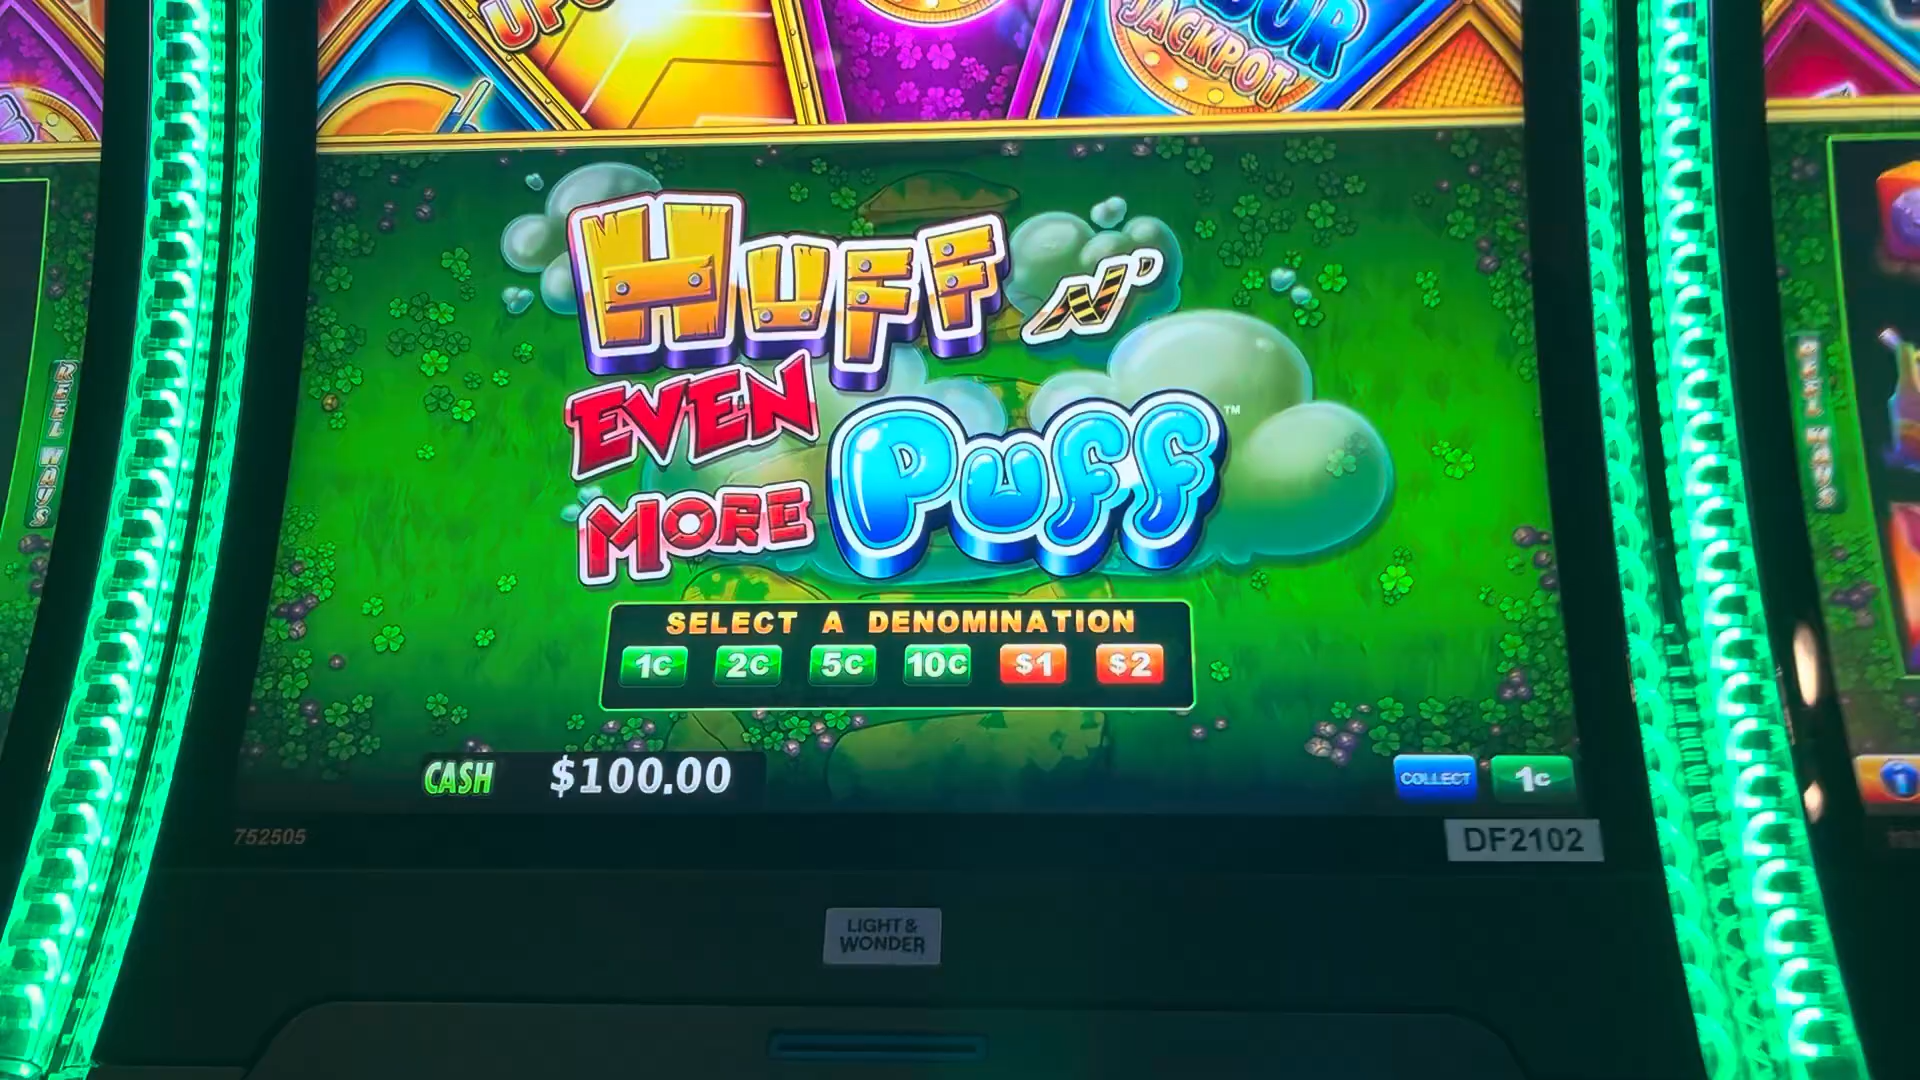 JACKPOT
HUFF N'
EVEN
MORE
PUFF ™
SELECT A DENOMINATION
1¢ 2¢ 5¢ 10¢ $1 $2
CASH $100.00
COLLECT 1¢
752505
DF2102
LIGHT &
WONDER
REEL WAYS
REEL WAYS